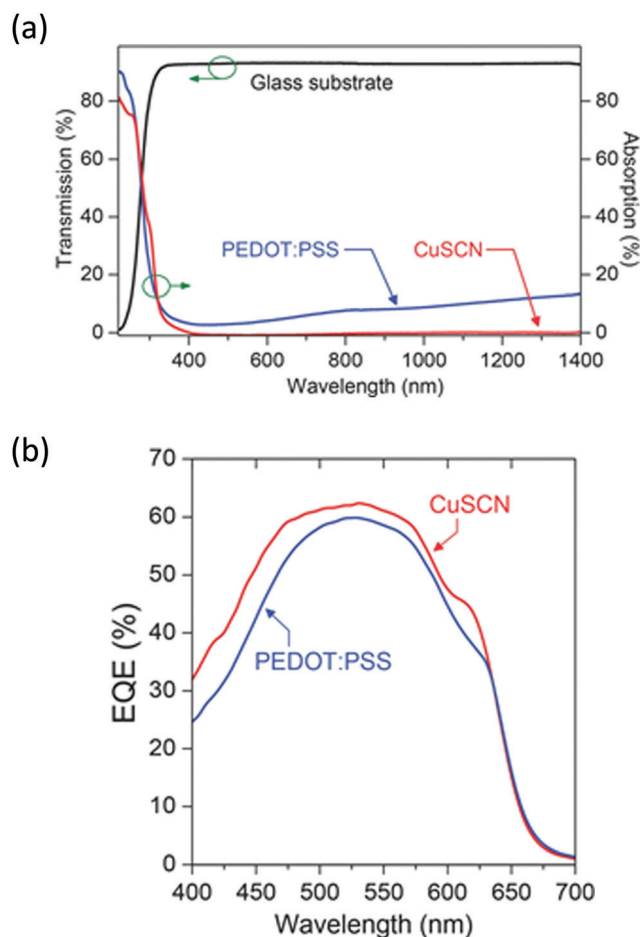 (a)
Glass substrate
PEDOT:PSS
CuSCN
Transmission (%)
80
60
40
20
0
Absorption (%)
80
60
40
20
0
400 600 800 1000 1200 1400
Wavelength (nm)
(b)
CuSCN
PEDOT:PSS
EQE (%)
70
60
50
40
30
20
10
0
400 450 500 550 600 650 700
Wavelength (nm)